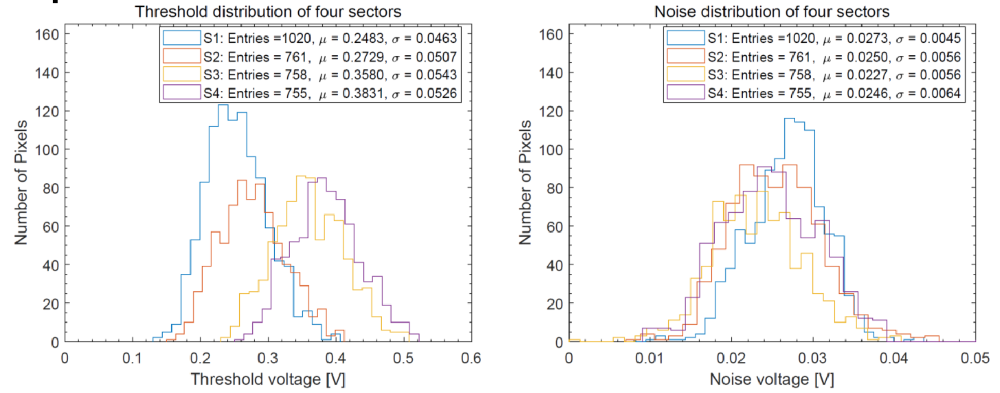 Threshold distribution of four sectors
S1: Entries =1020, μ = 0.2483, σ = 0.0463
S2: Entries = 761, μ = 0.2729, σ = 0.0507
S3: Entries = 758, μ = 0.3580, σ = 0.0543
S4: Entries = 755, μ = 0.3831, σ = 0.0526
160
140
120
100
80
60
40
20
0
Number of Pixels
0 0.1 0.2 0.3 0.4 0.5 0.6
Threshold voltage [V]
Noise distribution of four sectors
S1: Entries =1020, μ = 0.0273, σ = 0.0045
S2: Entries = 761, μ = 0.0250, σ = 0.0056
S3: Entries = 758, μ = 0.0227, σ = 0.0056
S4: Entries = 755, μ = 0.0246, σ = 0.0064
160
140
120
100
80
60
40
20
0
Number of Pixels
0 0.01 0.02 0.03 0.04 0.05
Noise voltage [V]